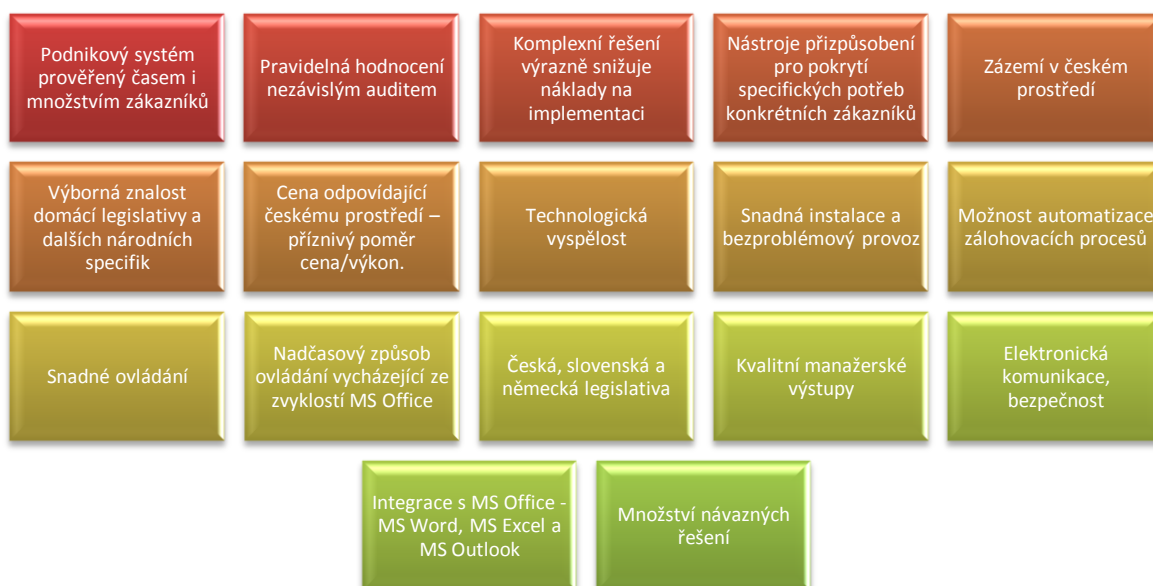 Podnikový systém
prověřený časem i
množstvím zákazníků
Pravidelná hodnocení
nezávislým auditem
Komplexní řešení
výrazně snižuje
náklady na
implementaci
Nástroje přizpůsobení
pro pokrytí
specifických potřeb
konkrétních zákazníků
Zázemí v českém
prostředí
Výborná znalost
domácí legislativy a
dalších národních
specifik
Cena odpovídající
českému prostředí –
příznivý poměr
cena/výkon.
Technologická
vyspělost
Snadná instalace a
bezproblémový provoz
Možnost automatizace
zálohovacích procesů
Snadné ovládání
Nadčasový způsob
ovládání vycházející ze
zvyklostí MS Office
Česká, slovenská a
německá legislativa
Kvalitní manažerské
výstupy
Elektronická
komunikace,
bezpečnost
Integrace s MS Office -
MS Word, MS Excel a
MS Outlook
Množství návazných
řešení